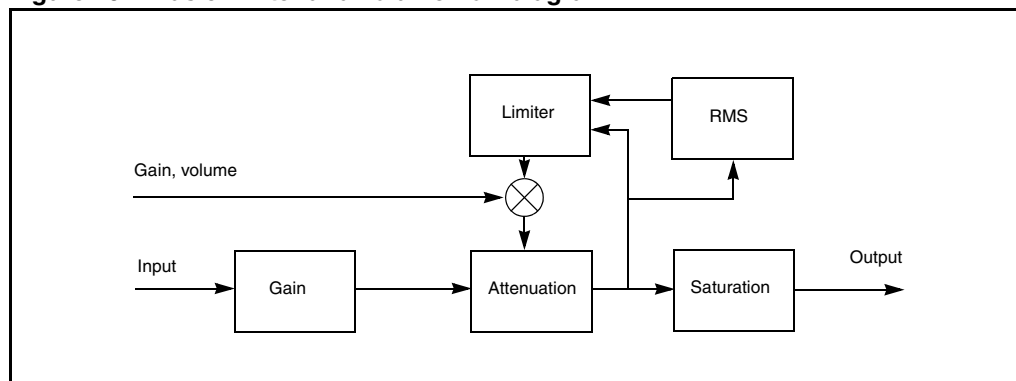 Limiter
RMS
Gain, volume
Input
Gain
Attenuation
Saturation
Output